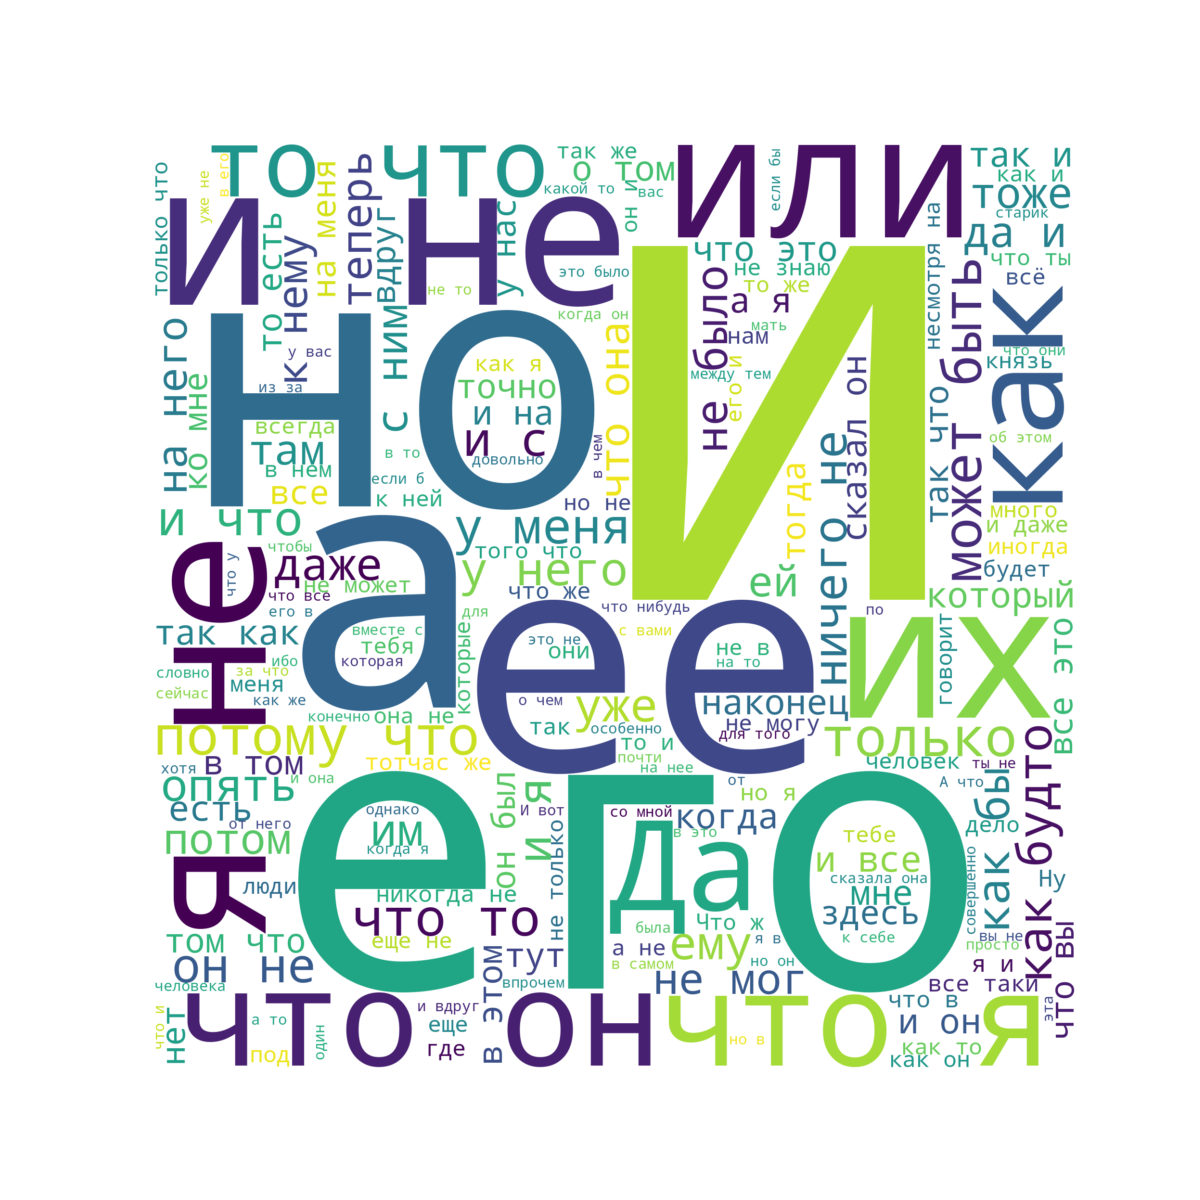 то
что
или
так же
о том
какой то
вас
он и
если бы
так и
как и
тоже
старик
да и
что ты
всё
только что
уже не
в его
на меня
теперь
вдруг
у нас
и не
это было
не то
то есть
к нему
что это
не знаю
то же
не было
а я
нам
мать
между тем
его и
когда он
несмотря на
может быть
как
князь
что они
об этом
но
И
у вас
из за
на него
ко мне
с ним
что она
как я
точно
и на
и с
довольно
всегда
там
в нем
все
в то
если б
к ней
но не
в чем
сказал он
так что
много
и даже
иногда
будет
тогда
ничего не
и что
у меня
того что
у него
что же
ей
который
не
чтобы
что у
даже
не может
что все
его в
а
для
что нибудь
по
ее
их
так как
вместе с
тебя
которая
которые
это не
они
с вами
не в
на то
говорит
все это
словно
ибо
за что
сейчас
меня
как же
конечно
она не
о чем
уже
наконец
не могу
так
особенно
для того
потому что
в том
тотчас же
то и
почти
на нее
от
только
человек
ты не
А что
хотя
и она
опять
есть
от него
потом
его
однако
им
когда я
он был
и я
И вот
не только
со мной
но я
когда
в это
Да
тебе
и все
сказала она
мне
здесь
дело
как бы
Ну
как будто
совершенно
я
люди
никогда не
что то
еще не
была
Что ж
к себе
вы не
просто
том что
он не
человека
тут
а не
в самом
ему
я в
но он
не мог
я и
все таки
что вы
впрочем
в этом
что и
нет
что он
а то
под
один
и вдруг
еще
где
что я
но в
что в
и он
как то
как он
эта